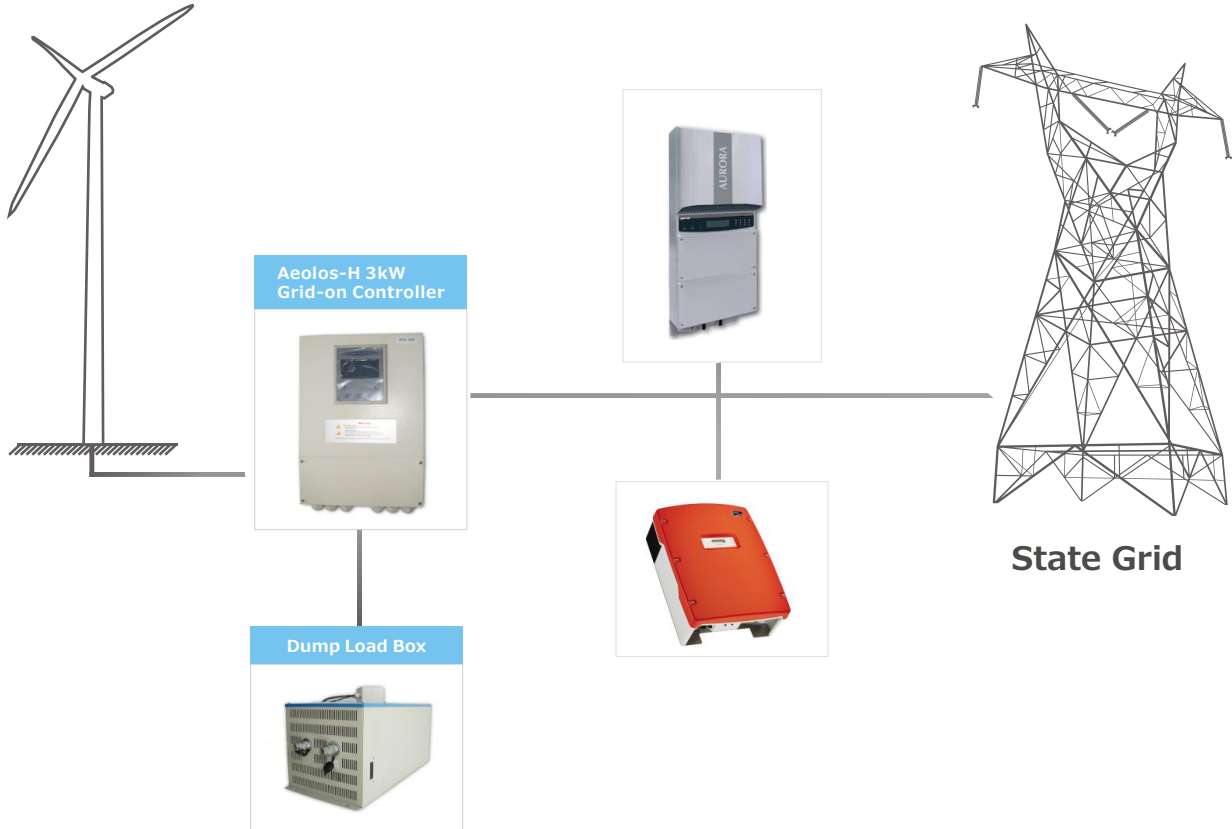 Aeolos-H 3kW
Grid-on Controller
AURORA
Dump Load Box
State Grid